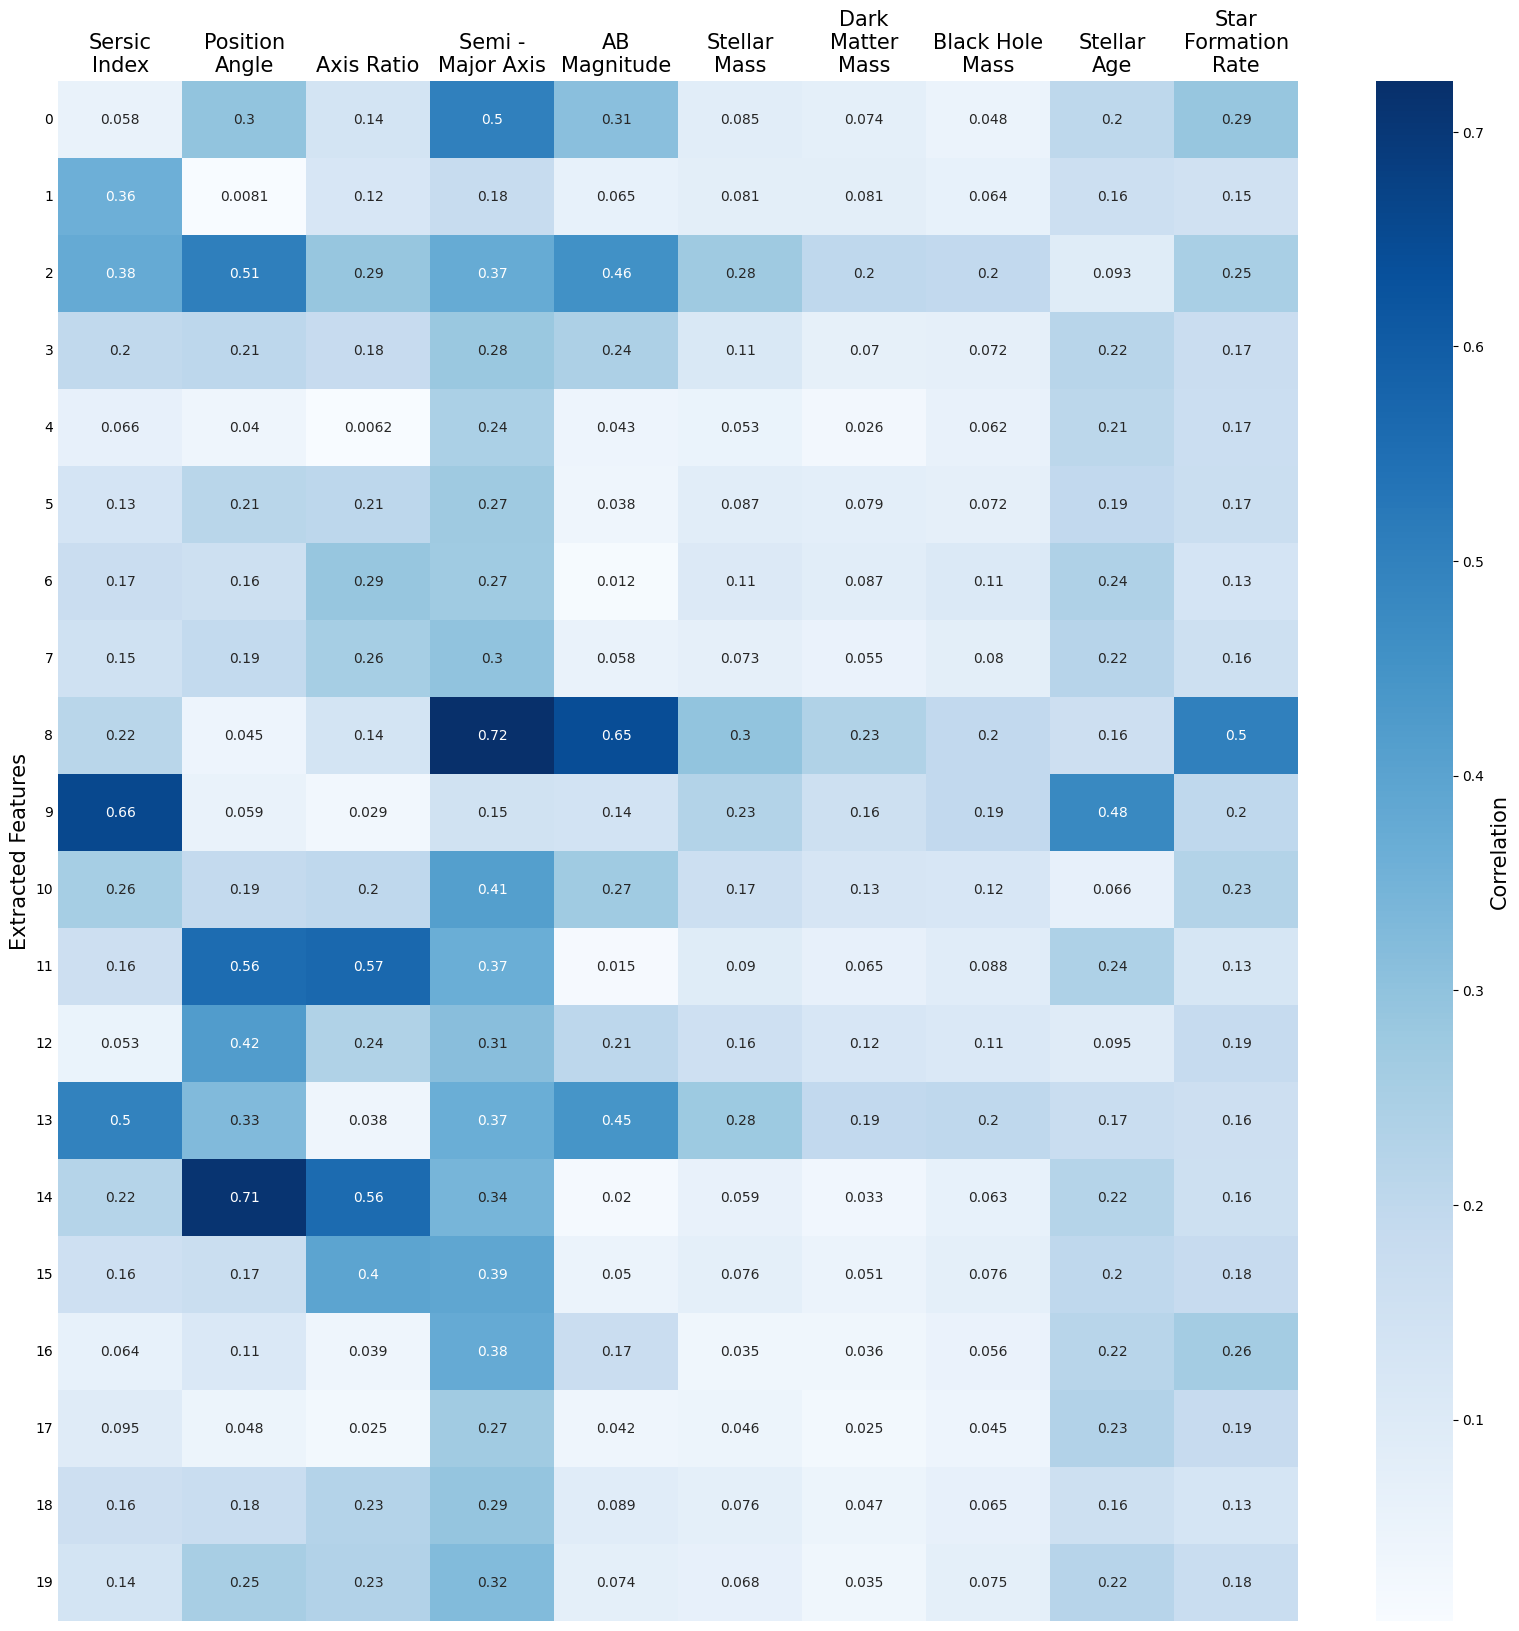 Sersic
Index
Position
Angle
Axis Ratio
Semi -
Major Axis
AB
Magnitude
Stellar
Mass
Dark
Matter
Mass
Black Hole
Mass
Stellar
Age
Star
Formation
Rate
0 0.058 0.3 0.14 0.5 0.31 0.085 0.074 0.048 0.2 0.29
1 0.36 0.0081 0.12 0.18 0.065 0.081 0.081 0.064 0.16 0.15
2 0.38 0.51 0.29 0.37 0.46 0.28 0.2 0.2 0.093 0.25
3 0.2 0.21 0.18 0.28 0.24 0.11 0.07 0.072 0.22 0.17
4 0.066 0.04 0.0062 0.24 0.043 0.053 0.026 0.062 0.21 0.17
5 0.13 0.21 0.21 0.27 0.038 0.087 0.079 0.072 0.19 0.17
6 0.17 0.16 0.29 0.27 0.012 0.11 0.087 0.11 0.24 0.13
7 0.15 0.19 0.26 0.3 0.058 0.073 0.055 0.08 0.22 0.16
8 0.22 0.045 0.14 0.72 0.65 0.3 0.23 0.2 0.16 0.5
9 0.66 0.059 0.029 0.15 0.14 0.23 0.16 0.19 0.48 0.2
10 0.26 0.19 0.2 0.41 0.27 0.17 0.13 0.12 0.066 0.23
11 0.16 0.56 0.57 0.37 0.015 0.09 0.065 0.088 0.24 0.13
12 0.053 0.42 0.24 0.31 0.21 0.16 0.12 0.11 0.095 0.19
13 0.5 0.33 0.038 0.37 0.45 0.28 0.19 0.2 0.17 0.16
14 0.22 0.71 0.56 0.34 0.02 0.059 0.033 0.063 0.22 0.16
15 0.16 0.17 0.4 0.39 0.05 0.076 0.051 0.076 0.2 0.18
16 0.064 0.11 0.039 0.38 0.17 0.035 0.036 0.056 0.22 0.26
17 0.095 0.048 0.025 0.27 0.042 0.046 0.025 0.045 0.23 0.19
18 0.16 0.18 0.23 0.29 0.089 0.076 0.047 0.065 0.16 0.13
19 0.14 0.25 0.23 0.32 0.074 0.068 0.035 0.075 0.22 0.18
Extracted Features
0.7
0.6
0.5
0.4
0.3
0.2
0.1
Correlation